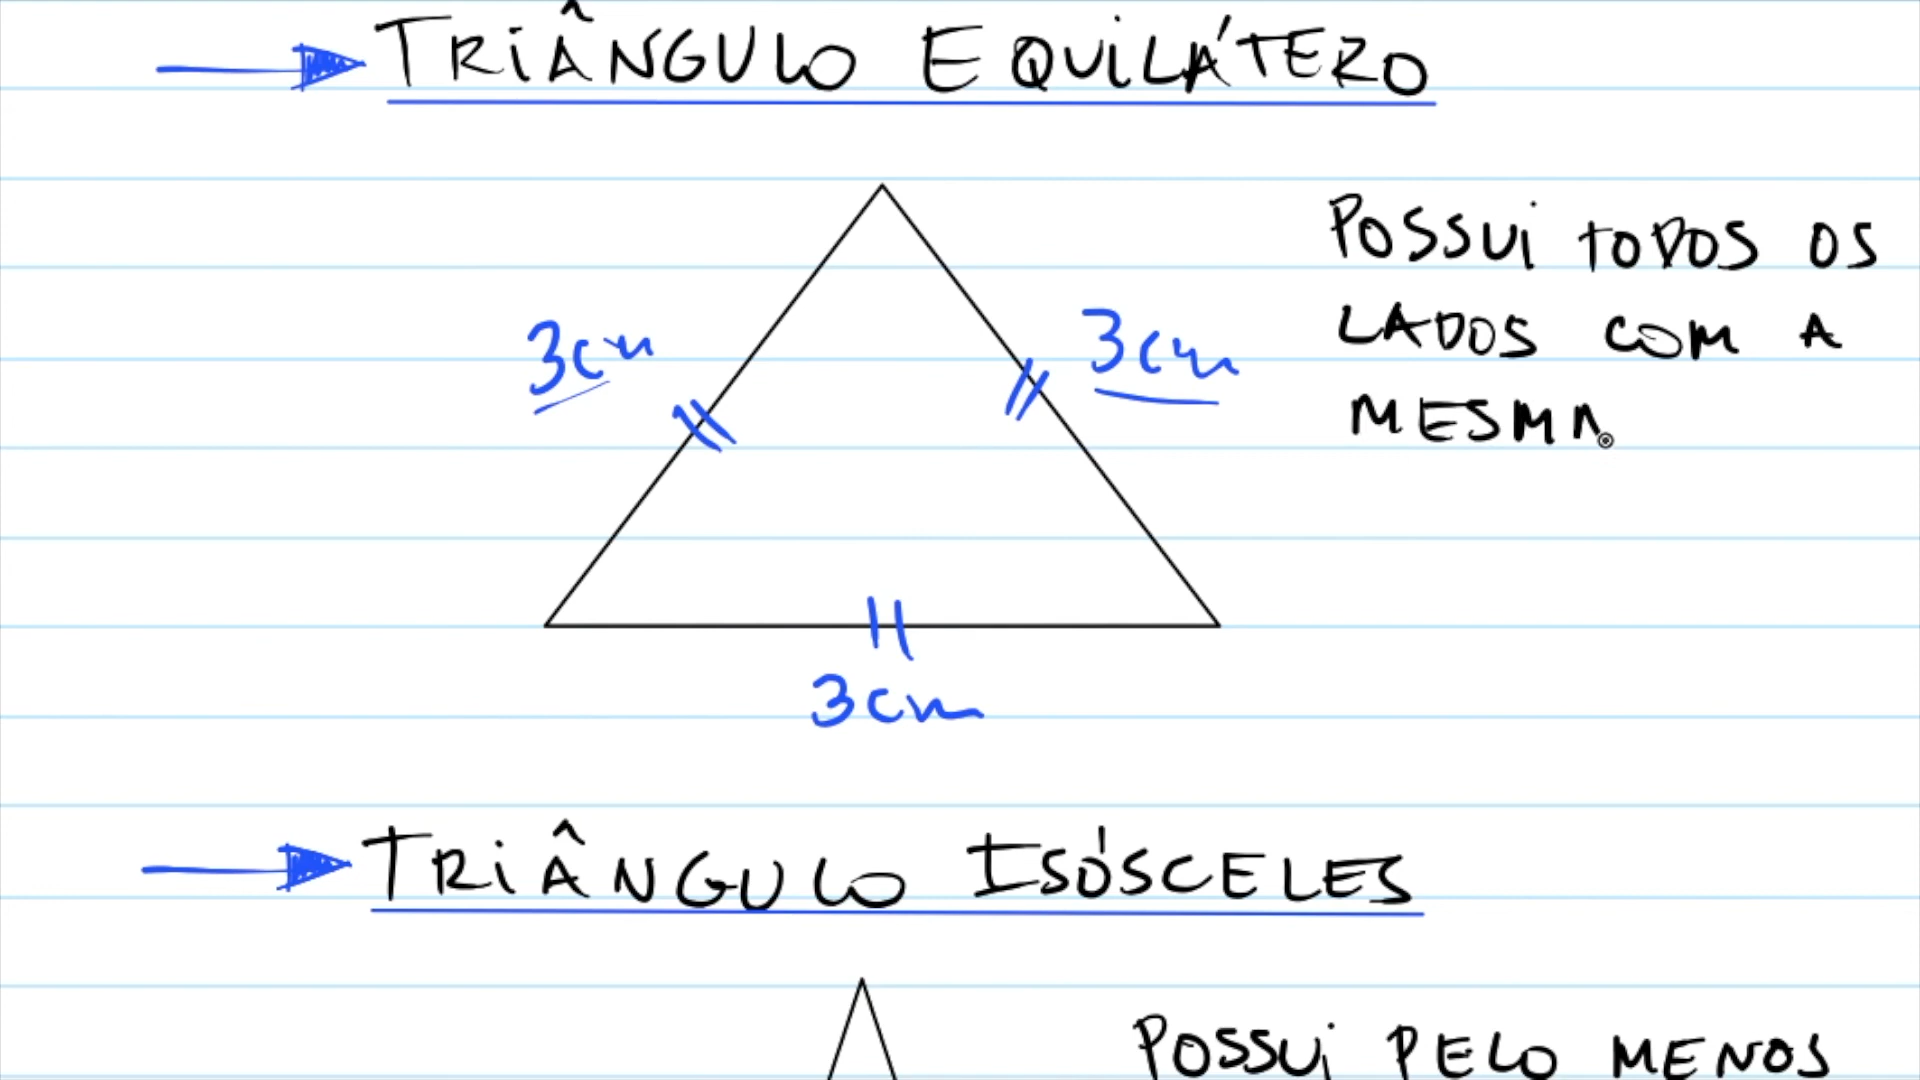 TRIÂNGULO EQUILÁTERO
POSSUI TODOS OS
LADOS COM A
MESMA
3cm
3cm
3cm
TRIÂNGULO ISÓSCELES
POSSUI PELO MENOS